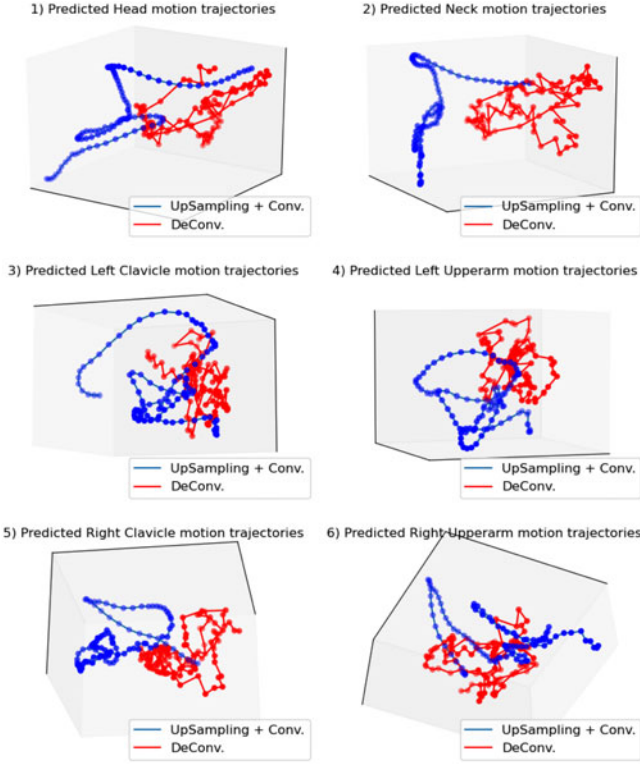 1) Predicted Head motion trajectories
UpSampling + Conv.
DeConv.
2) Predicted Neck motion trajectories
UpSampling + Conv.
DeConv.
3) Predicted Left Clavicle motion trajectories
UpSampling + Conv.
DeConv.
4) Predicted Left Upperarm motion trajectories
UpSampling + Conv.
DeConv.
5) Predicted Right Clavicle motion trajectories
UpSampling + Conv.
DeConv.
6) Predicted Right Upperarm motion trajectories
UpSampling + Conv.
DeConv.